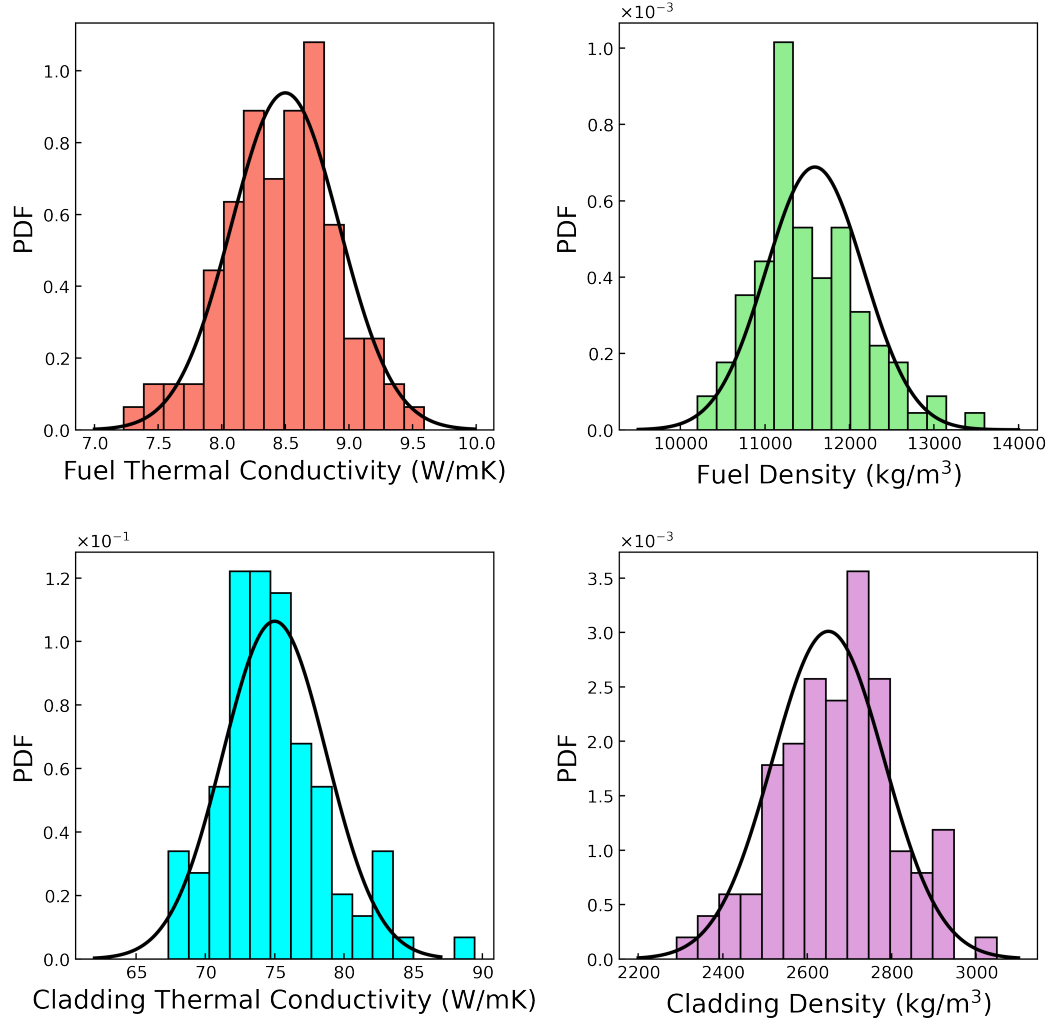 PDF
1.0
0.8
0.6
0.4
0.2
0.0
7.0 7.5 8.0 8.5 9.0 9.5 10.0
Fuel Thermal Conductivity (W/mK)
×10⁻³
PDF
1.0
0.8
0.6
0.4
0.2
0.0
10000 11000 12000 13000 14000
Fuel Density (kg/m³)
×10⁻¹
PDF
1.2
1.0
0.8
0.6
0.4
0.2
0.0
65 70 75 80 85 90
Cladding Thermal Conductivity (W/mK)
×10⁻³
PDF
3.5
3.0
2.5
2.0
1.5
1.0
0.5
0.0
2200 2400 2600 2800 3000
Cladding Density (kg/m³)